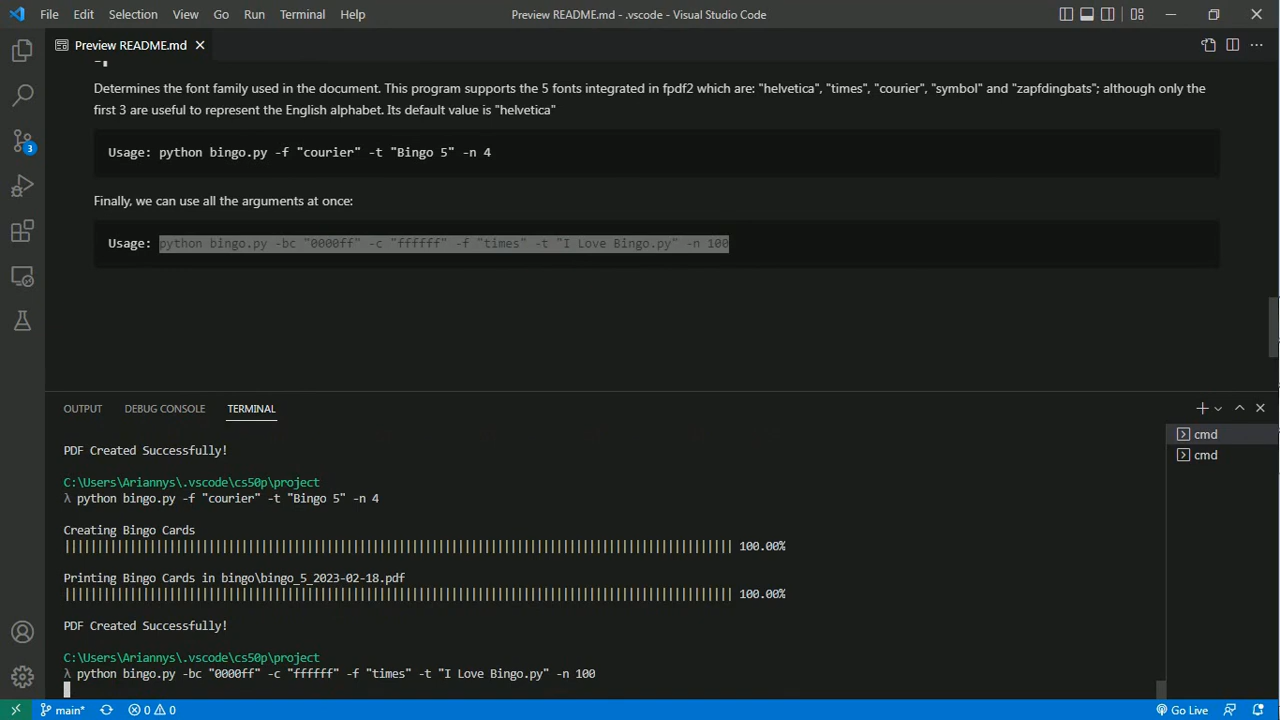 File Edit Selection View Go Run Terminal Help Preview README.md - .vscode - Visual Studio Code
Preview README.md
Determines the font family used in the document. This program supports the 5 fonts integrated in fpdf2 which are: "helvetica", "times", "courier", "symbol" and "zapfdingbats"; although only the
first 3 are useful to represent the English alphabet. Its default value is "helvetica"
Usage: python bingo.py -f "courier" -t "Bingo 5" -n 4
Finally, we can use all the arguments at once:
Usage: python bingo.py -bc "0000ff" -c "ffffff" -f "times" -t "I Love Bingo.py" -n 100
3
OUTPUT DEBUG CONSOLE TERMINAL
cmd
cmd
PDF Created Successfully!
C:\Users\Ariannys\.vscode\cs50p\project
λ python bingo.py -f "courier" -t "Bingo 5" -n 4
Creating Bingo Cards
100.00%
Printing Bingo Cards in bingo\bingo_5_2023-02-18.pdf
100.00%
PDF Created Successfully!
C:\Users\Ariannys\.vscode\cs50p\project
λ python bingo.py -bc "0000ff" -c "ffffff" -f "times" -t "I Love Bingo.py" -n 100
main* 0 0 Go Live